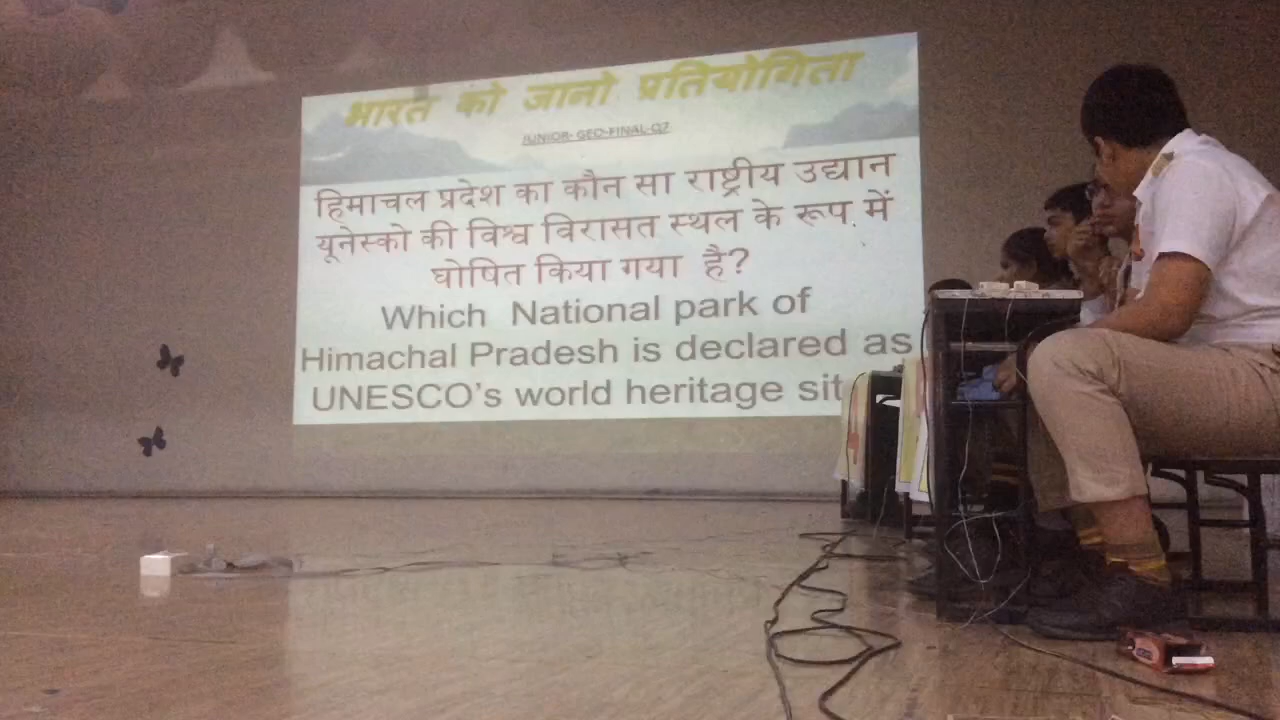 भारत को जानो प्रतियोगिता
JUNIOR- GEO-FINAL-Q7
हिमाचल प्रदेश का कौन सा राष्ट्रीय उद्यान
यूनेस्को की विश्व विरासत स्थल के रूप में
घोषित किया गया है?
Which National park of
Himachal Pradesh is declared as
UNESCO's world heritage sit